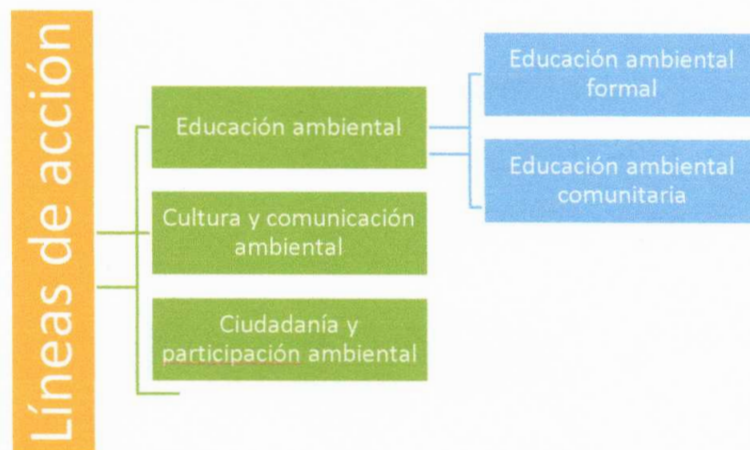 Líneas de acción
Educación ambiental
Cultura y comunicación
ambiental
Ciudadanía y
participación ambiental
Educación ambiental
formal
Educación ambiental
comunitaria